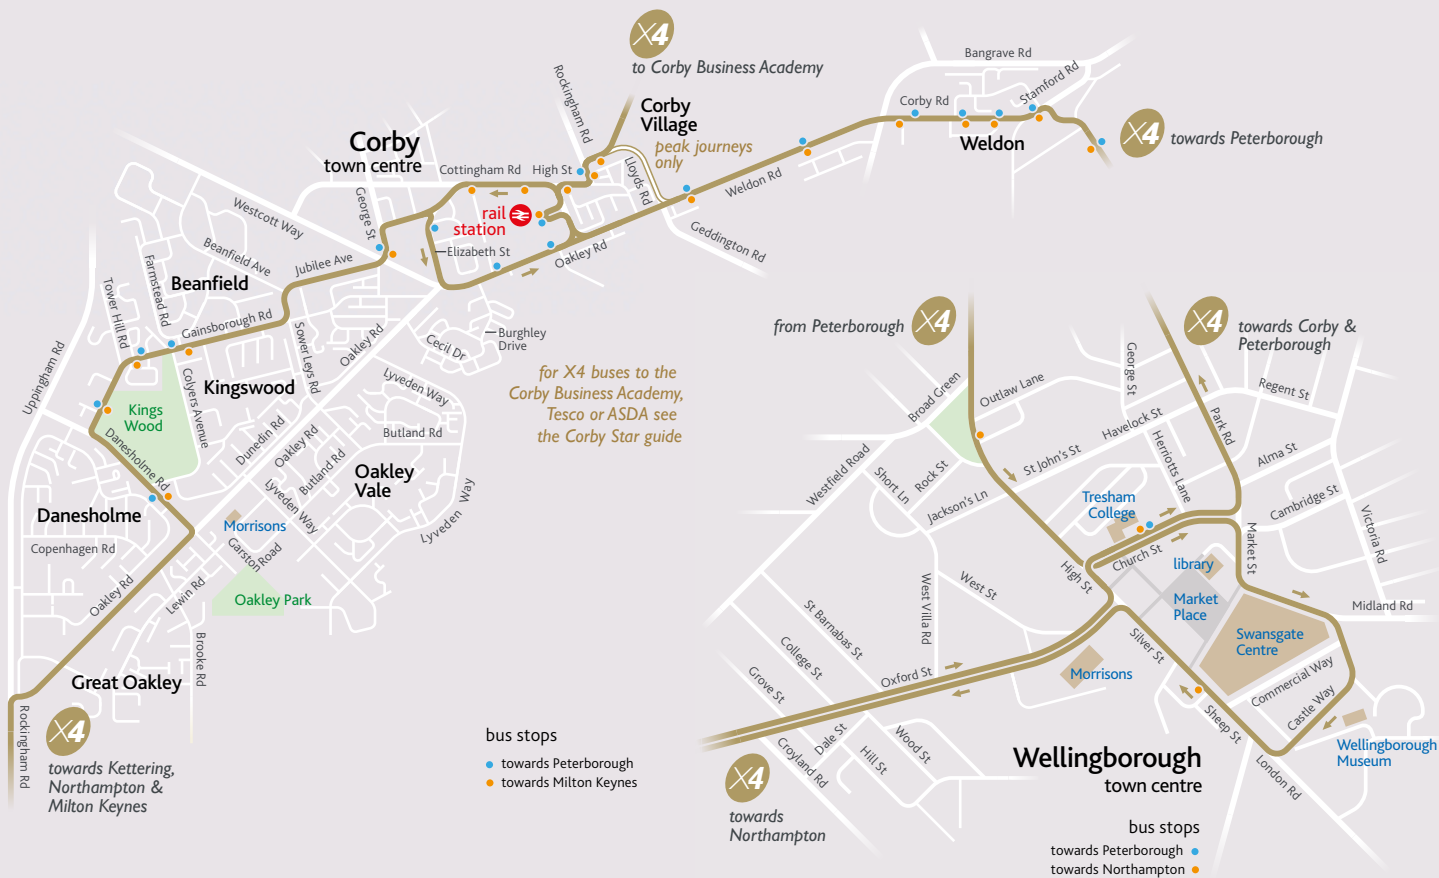 X4
to Corby Business Academy
Bangrave Rd
Stamford Rd
Corby Rd
Weldon
X4
towards Peterborough
Rockingham Rd
Corby
Village
peak journeys
only
Lloyds Rd
Weldon Rd
Geddington Rd
Corby
town centre
Cottingham Rd
High St
rail
station
Elizabeth St
Oakley Rd
George St
Westcott Way
Beanfield Ave
Jubilee Ave
Farmstead Rd
Beanfield
Tower Hill Rd
Gainsborough Rd
Sower Leys Rd
Oakley Rd
Cecil Dr
Burghley
Drive
Uppingham Rd
Kingswood
Colyers Avenue
Kings
Wood
Lyveden Way
Butland Rd
for X4 buses to the
Corby Business Academy,
Tesco or ASDA see
the Corby Star guide
Danesholme Rd
Dunedin Rd
Oakley Rd
Butland Rd
Oakley
Vale
Lyveden Way
Lyveden Way
Danesholme
Morrisons
Copenhagen Rd
Garston Road
Oakley Rd
Lewin Rd
Oakley Park
Brooke Rd
Great Oakley
Rockingham Rd
X4
towards Kettering,
Northampton &
Milton Keynes
bus stops
towards Peterborough
towards Milton Keynes
from Peterborough
X4
X4
towards Corby &
Peterborough
Broad Green
Outlaw Lane
George St
Regent St
Havelock St
Park Rd
Herriotts Lane
St John's St
Alma St
Westfield Road
Short Ln
Rock St
Jackson's Ln
Tresham
College
Cambridge St
Victoria Rd
Market St
Church St
High St
library
Market
Place
Midland Rd
West Villa Rd
West St
St Barnabas St
Swansgate
Centre
Silver St
College St
Grove St
Oxford St
Morrisons
Commercial Way
Castle Way
Sheep St
Dale St
Wood St
Hill St
Croyland Rd
Wellingborough
Museum
London Rd
Wellingborough
town centre
X4
towards
Northampton
bus stops
towards Peterborough
towards Northampton